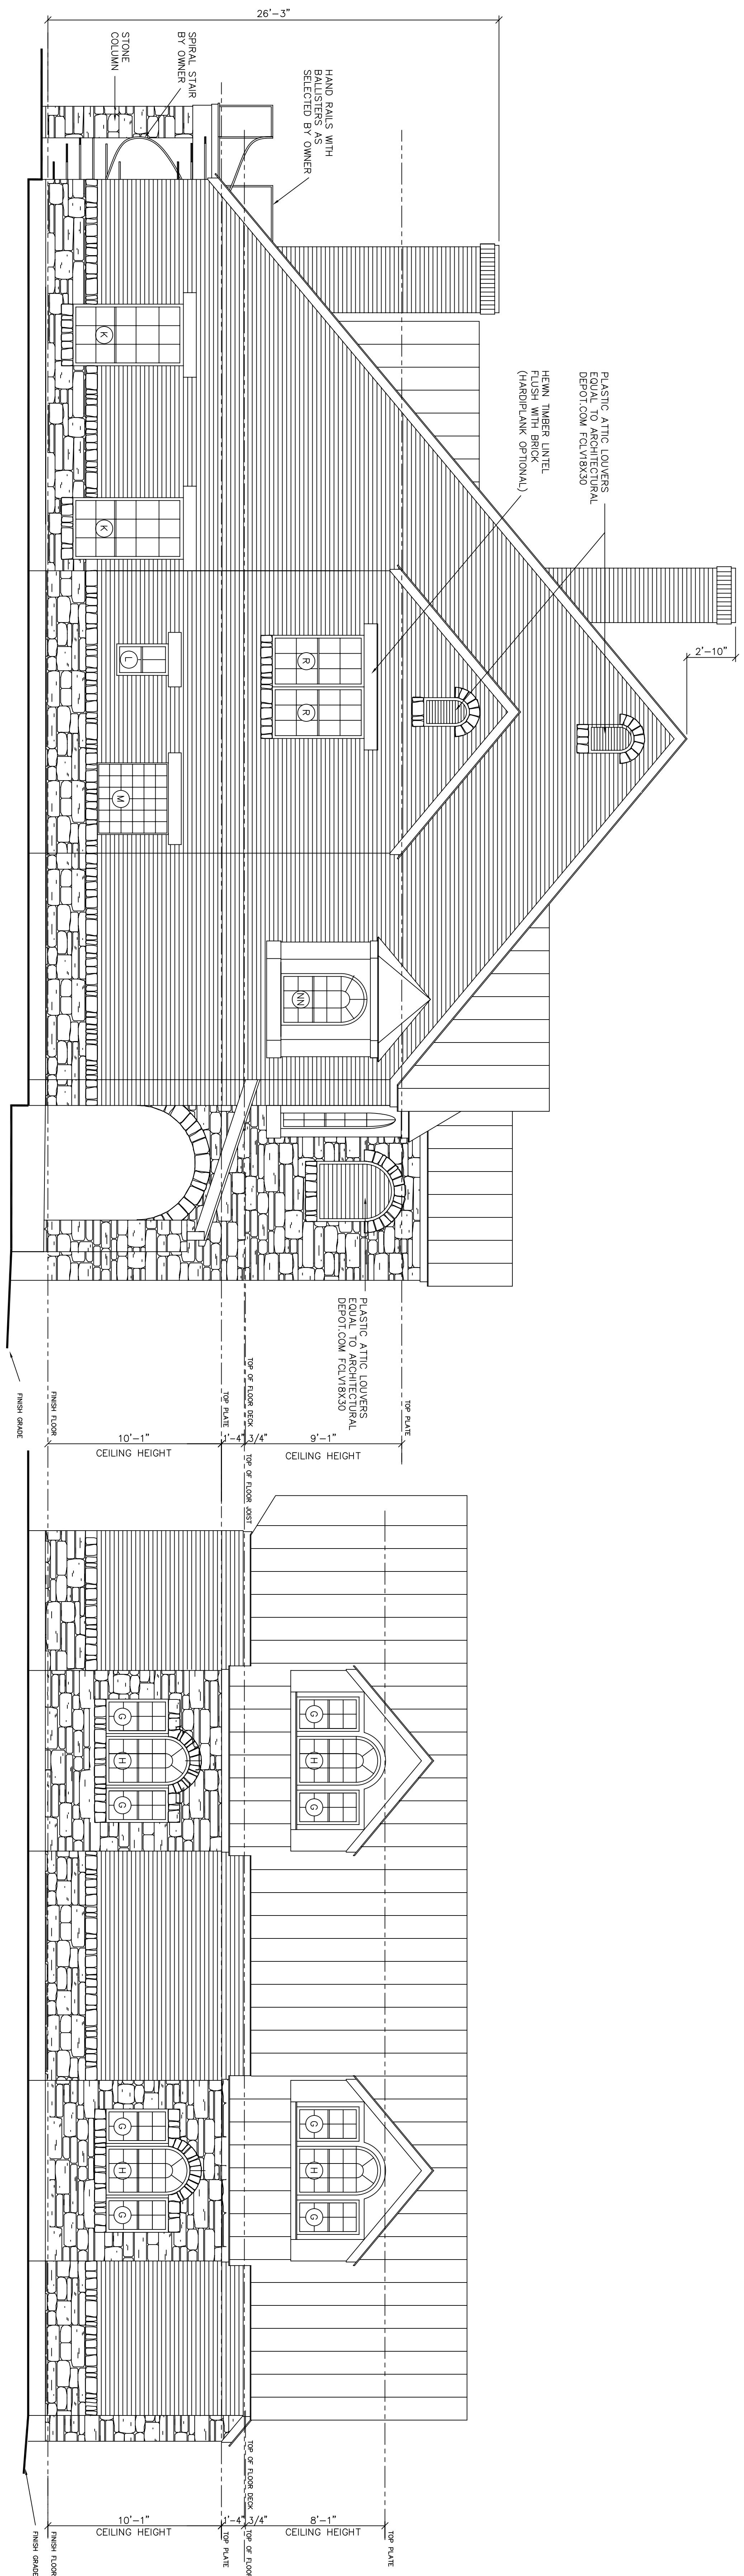 26'-3"
SPIRAL STAIR
BY OWNER
STONE
COLUMN
HAND RAILS WITH
BALLISTERS AS
SELECTED BY OWNER
PLASTIC ATTIC LOUVERS
EQUAL TO ARCHITECTURAL
DEPOT.COM FCLV18X30
HEWN TIMBER LINTEL
FLUSH WITH BRICK
(HARDIPLANK OPTIONAL)
2'-10"
K
K
L
M
R
R
NN
PLASTIC ATTIC LOUVERS
EQUAL TO ARCHITECTURAL
DEPOT.COM FCLV18X30
TOP PLATE
9'-1"
CEILING HEIGHT
TOP OF FLOOR DECK
TOP OF FLOOR JOIST
1'-4"
3/4"
TOP PLATE
10'-1"
CEILING HEIGHT
FINISH FLOOR
FINISH GRADE
G
H
G
G
H
G
G
H
G
G
H
G
TOP PLATE
8'-1"
CEILING HEIGHT
TOP OF FLOOR DECK
TOP OF FLOOR
1'-4"
3/4"
TOP PLATE
10'-1"
CEILING HEIGHT
FINISH FLOOR
FINISH GRADE